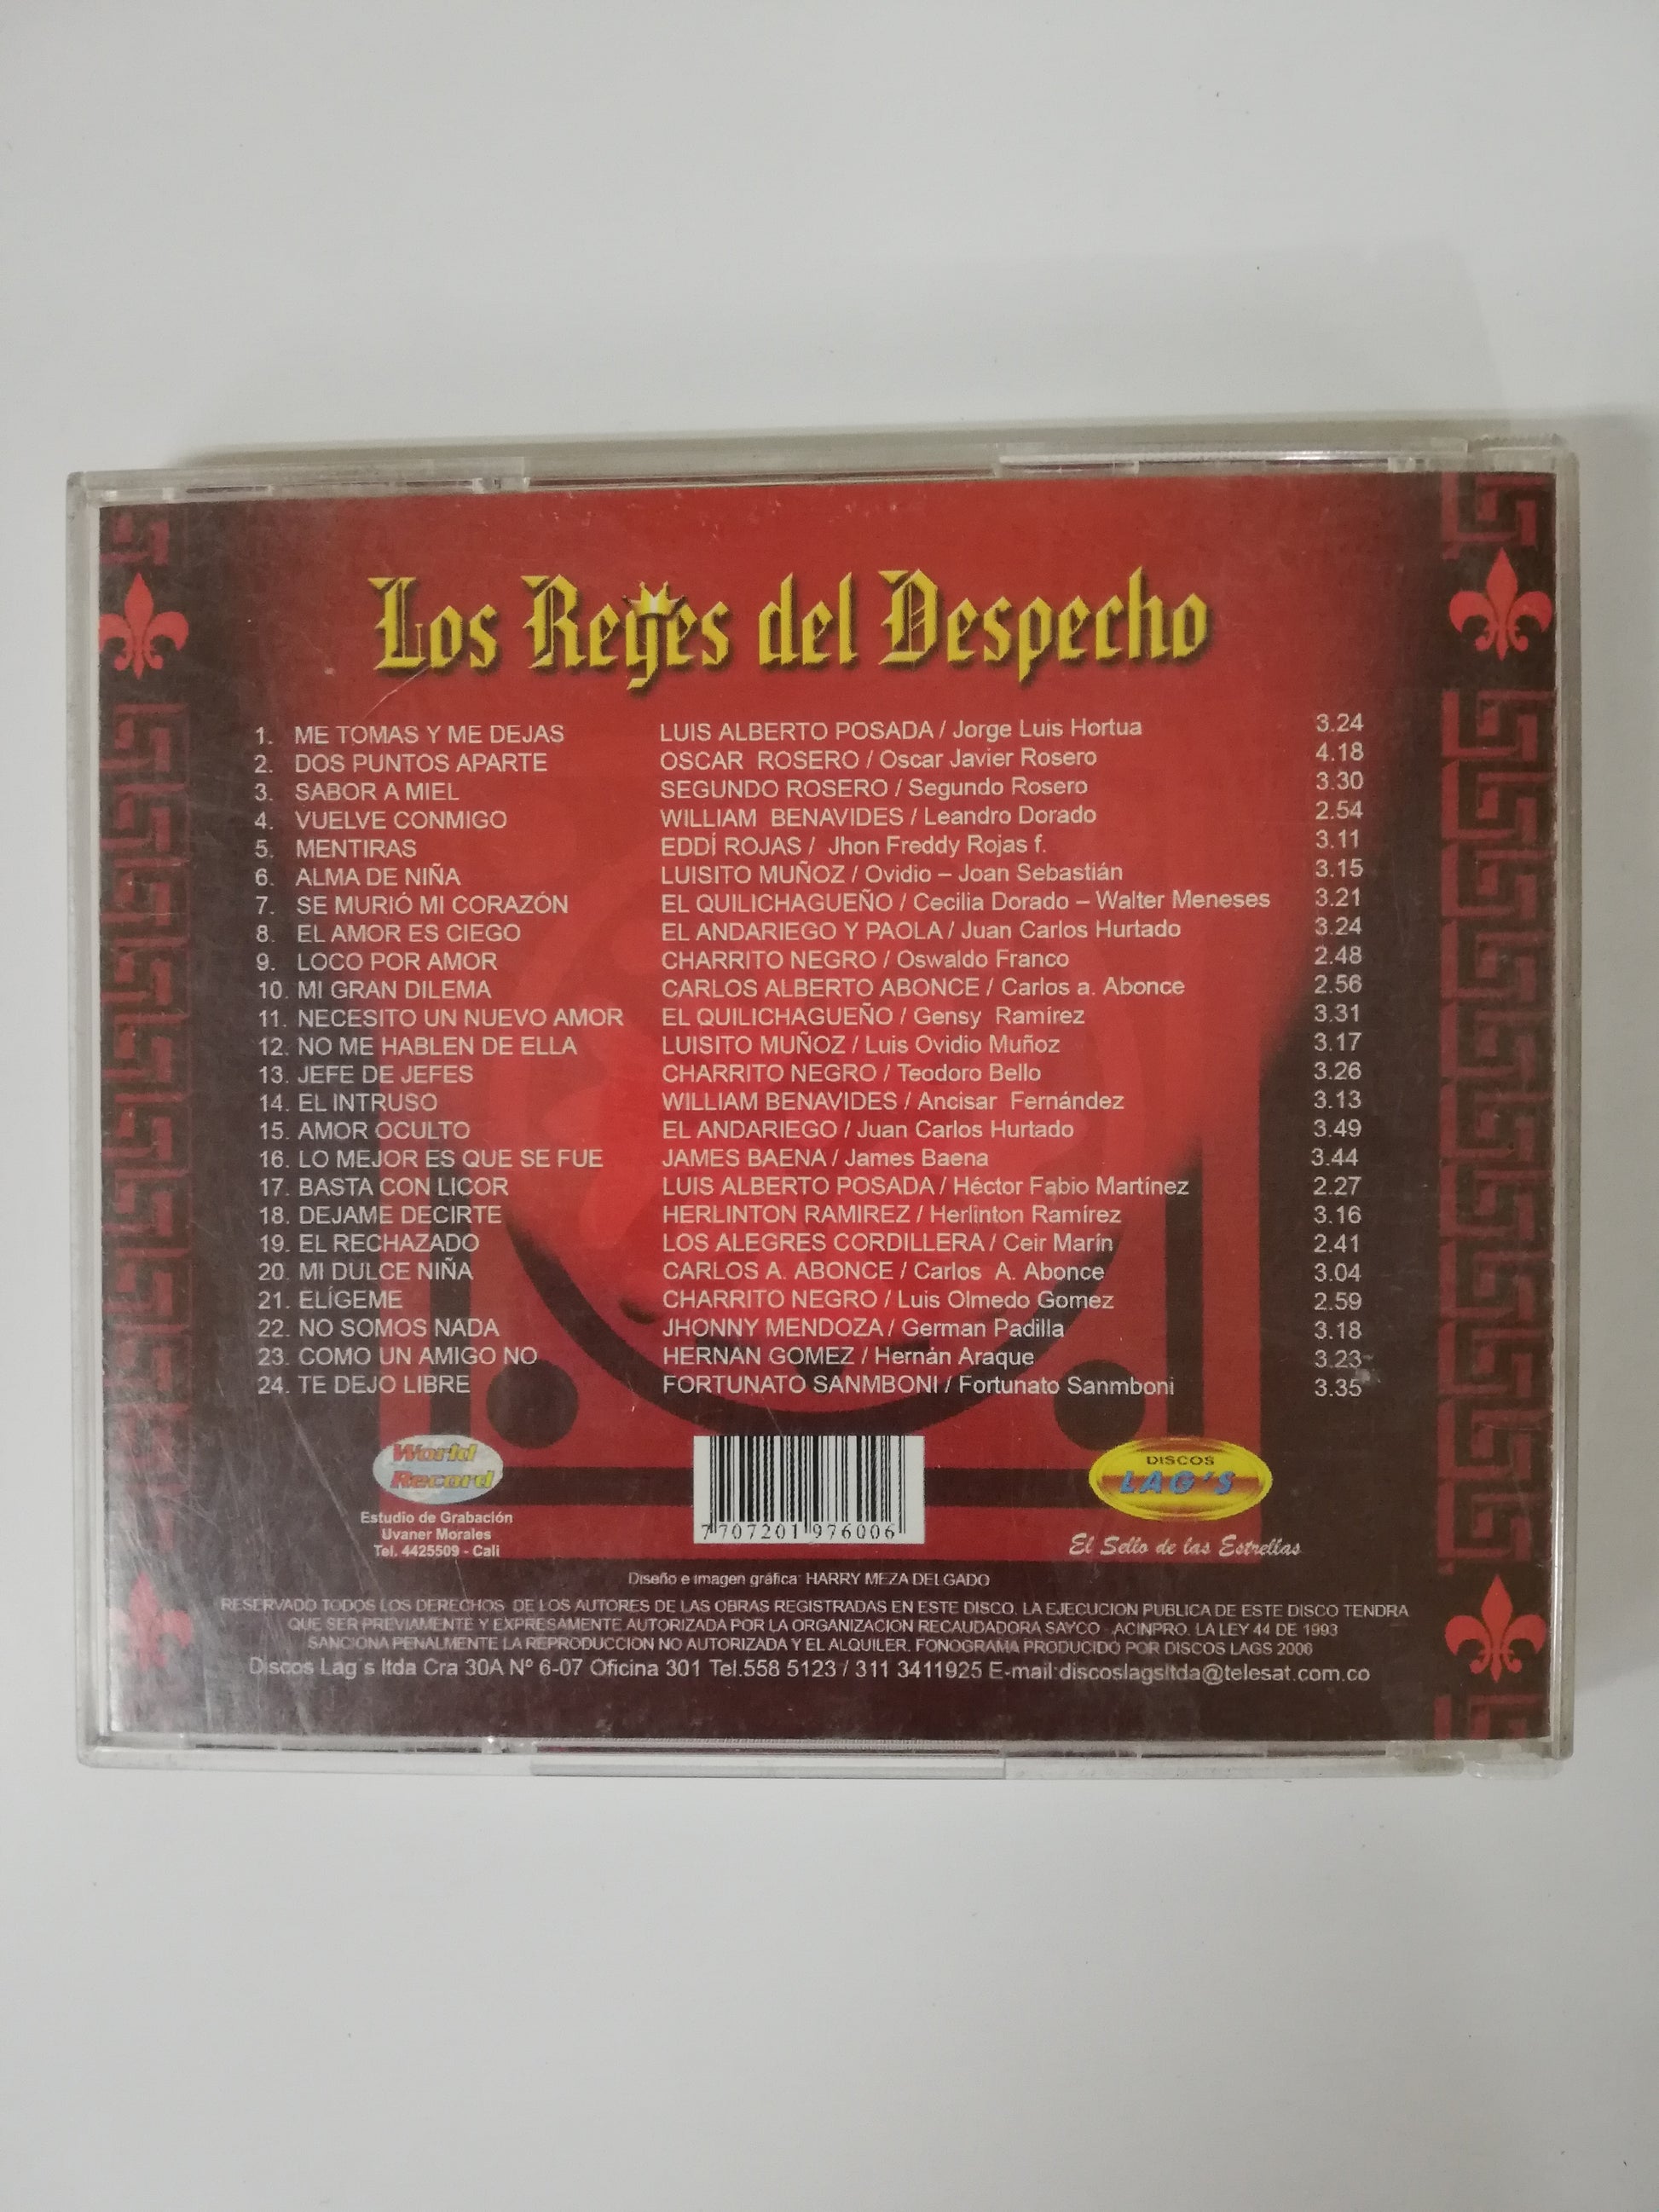 Los Reyes del Despecho
1. ME TOMAS Y ME DEJAS LUIS ALBERTO POSADA / Jorge Luis Hortua 3.24
2. DOS PUNTOS APARTE OSCAR ROSERO / Oscar Javier Rosero 4.18
3. SABOR A MIEL SEGUNDO ROSERO / Segundo Rosero 3.30
4. VUELVE CONMIGO WILLIAM BENAVIDES / Leandro Dorado 2.54
5. MENTIRAS EDDÍ ROJAS / Jhon Freddy Rojas f. 3.11
6. ALMA DE NIÑA LUISITO MUÑOZ / Ovidio – Joan Sebastián 3.15
7. SE MURIÓ MI CORAZÓN EL QUILICHAGUEÑO / Cecilia Dorado – Walter Meneses 3.21
8. EL AMOR ES CIEGO EL ANDARIEGO Y PAOLA / Juan Carlos Hurtado 3.24
9. LOCO POR AMOR CHARRITO NEGRO / Oswaldo Franco 2.48
10. MI GRAN DILEMA CARLOS ALBERTO ABONCE / Carlos a. Abonce 2.56
11. NECESITO UN NUEVO AMOR EL QUILICHAGUEÑO / Gensy Ramírez 3.31
12. NO ME HABLEN DE ELLA LUISITO MUÑOZ / Luis Ovidio Muñoz 3.17
13. JEFE DE JEFES CHARRITO NEGRO / Teodoro Bello 3.26
14. EL INTRUSO WILLIAM BENAVIDES / Ancisar Fernández 3.13
15. AMOR OCULTO EL ANDARIEGO / Juan Carlos Hurtado 3.49
16. LO MEJOR ES QUE SE FUE JAMES BAENA / James Baena 3.44
17. BASTA CON LICOR LUIS ALBERTO POSADA / Héctor Fabio Martínez 2.27
18. DEJAME DECIRTE HERLINTON RAMIREZ / Herlinton Ramírez 3.16
19. EL RECHAZADO LOS ALEGRES CORDILLERA / Ceir Marín 2.41
20. MI DULCE NIÑA CARLOS A. ABONCE / Carlos A. Abonce 3.04
21. ELÍGEME CHARRITO NEGRO / Luis Olmedo Gomez 2.59
22. NO SOMOS NADA JHONNY MENDOZA / German Padilla 3.18
23. COMO UN AMIGO NO HERNAN GOMEZ / Hernán Araque 3.23
24. TE DEJO LIBRE FORTUNATO SANMBONI / Fortunato Sanmboni 3.35
World
Record
Estudio de Grabación
Uvaner Morales
Tel. 4425509 - Cali
7 707201 976006
DISCOS
LAG'S
El Sello de las Estrellas
Diseño e imagen gráfica: HARRY MEZA DELGADO
RESERVADO TODOS LOS DERECHOS DE LOS AUTORES DE LAS OBRAS REGISTRADAS EN ESTE DISCO. LA EJECUCION PUBLICA DE ESTE DISCO TENDRA
QUE SER PREVIAMENTE Y EXPRESAMENTE AUTORIZADA POR LA ORGANIZACION RECAUDADORA SAYCO - ACINPRO. LA LEY 44 DE 1993
SANCIONA PENALMENTE LA REPRODUCCION NO AUTORIZADA Y EL ALQUILER. FONOGRAMA PRODUCIDO POR DISCOS LAGS 2006
Discos Lag´s ltda Cra 30A Nº 6-07 Oficina 301 Tel.558 5123 / 311 3411925 E-mail:discoslagsltda@telesat.com.co